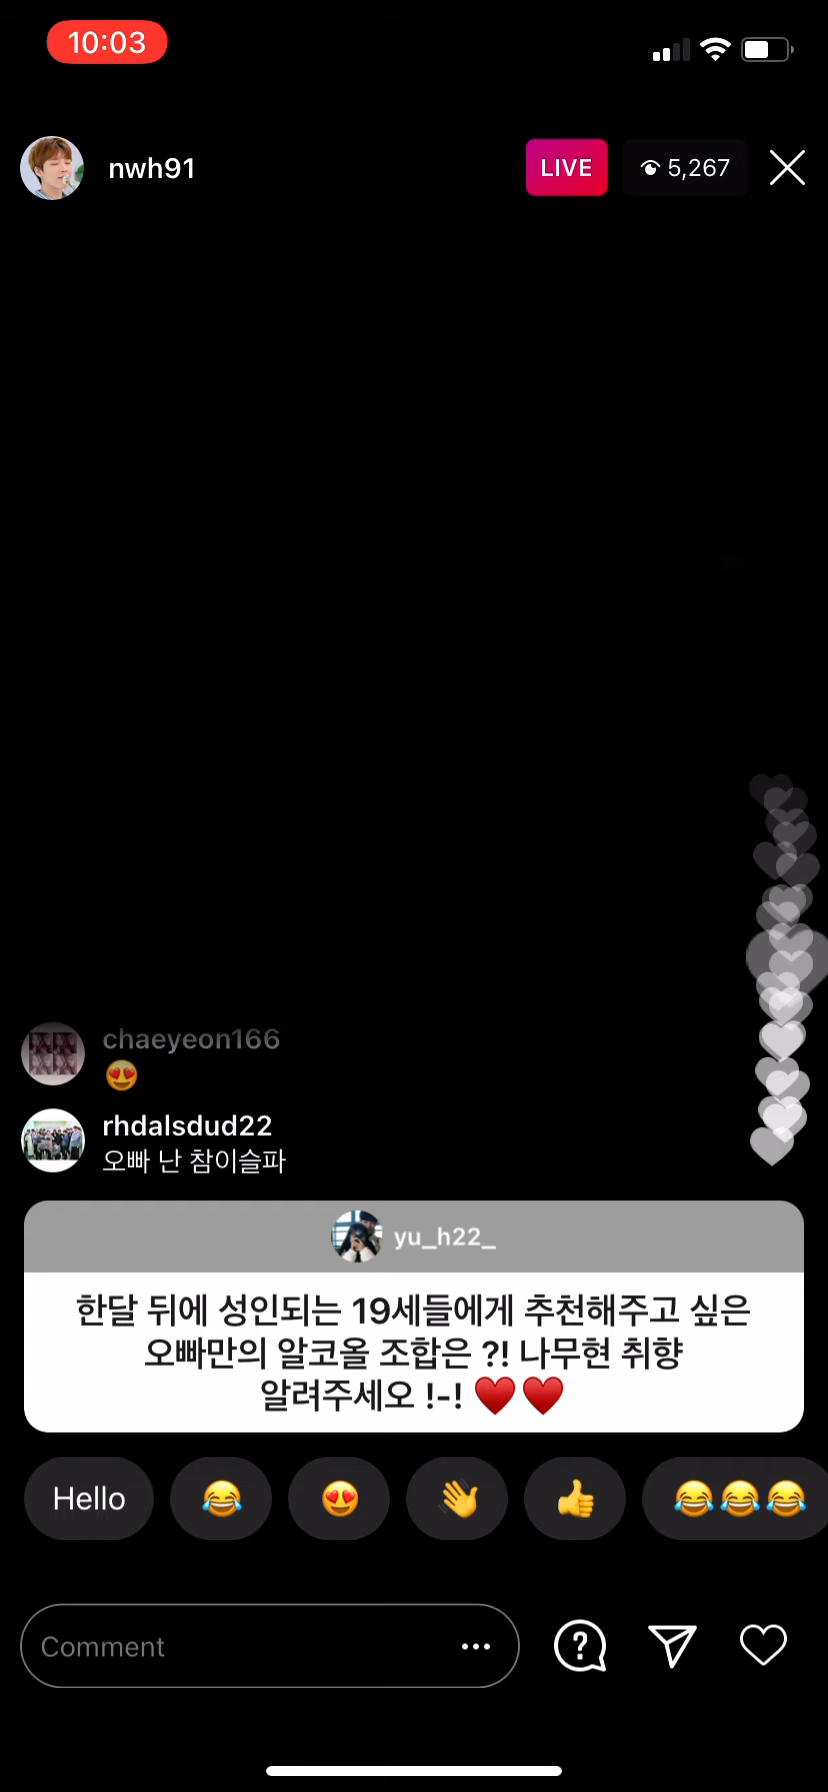 10:03
nwh91
LIVE
5,267
chaeyeon166
😍
rhdalsdud22
오빠 난 참이슬파
yu_h22_
한달 뒤에 성인되는 19세들에게 추천해주고 싶은
오빠만의 알코올 조합은 ?! 나무현 취향
알려주세오 !-! ♥️♥️
Hello 😂 😍 👋 👍 😂😂😂
Comment